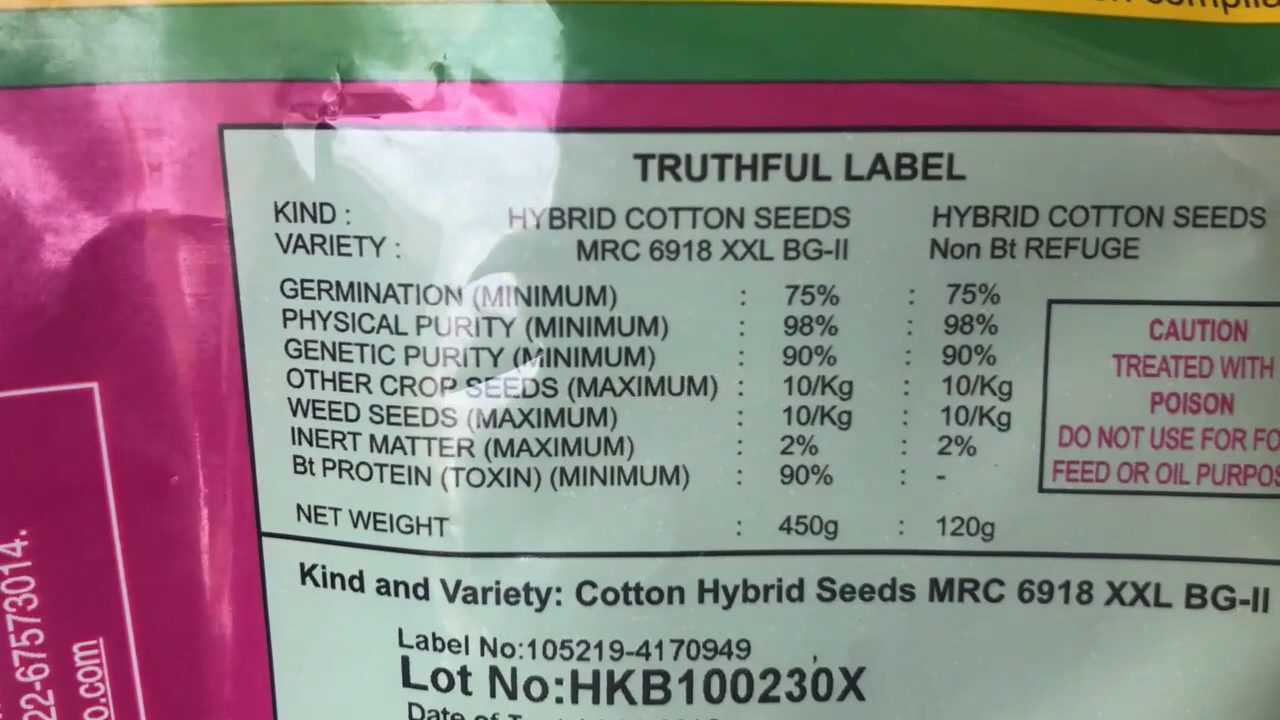 TRUTHFUL LABEL
KIND : HYBRID COTTON SEEDS HYBRID COTTON SEEDS
VARIETY : MRC 6918 XXL BG-II Non Bt REFUGE
GERMINATION (MINIMUM) : 75% : 75%
PHYSICAL PURITY (MINIMUM) : 98% : 98%
GENETIC PURITY (MINIMUM) : 90% : 90%
OTHER CROP SEEDS (MAXIMUM) : 10/Kg : 10/Kg
WEED SEEDS (MAXIMUM) : 10/Kg : 10/Kg
INERT MATTER (MAXIMUM) : 2% : 2%
Bt PROTEIN (TOXIN) (MINIMUM) : 90% : -
NET WEIGHT : 450g : 120g
CAUTION
TREATED WITH
POISON
DO NOT USE FOR
FEED OR OIL
Kind and Variety: Cotton Hybrid Seeds MRC 6918 XXL BG-II
Label No:105219-4170949
Lot No:HKB100230X
Date of
22-67573014.
o.com